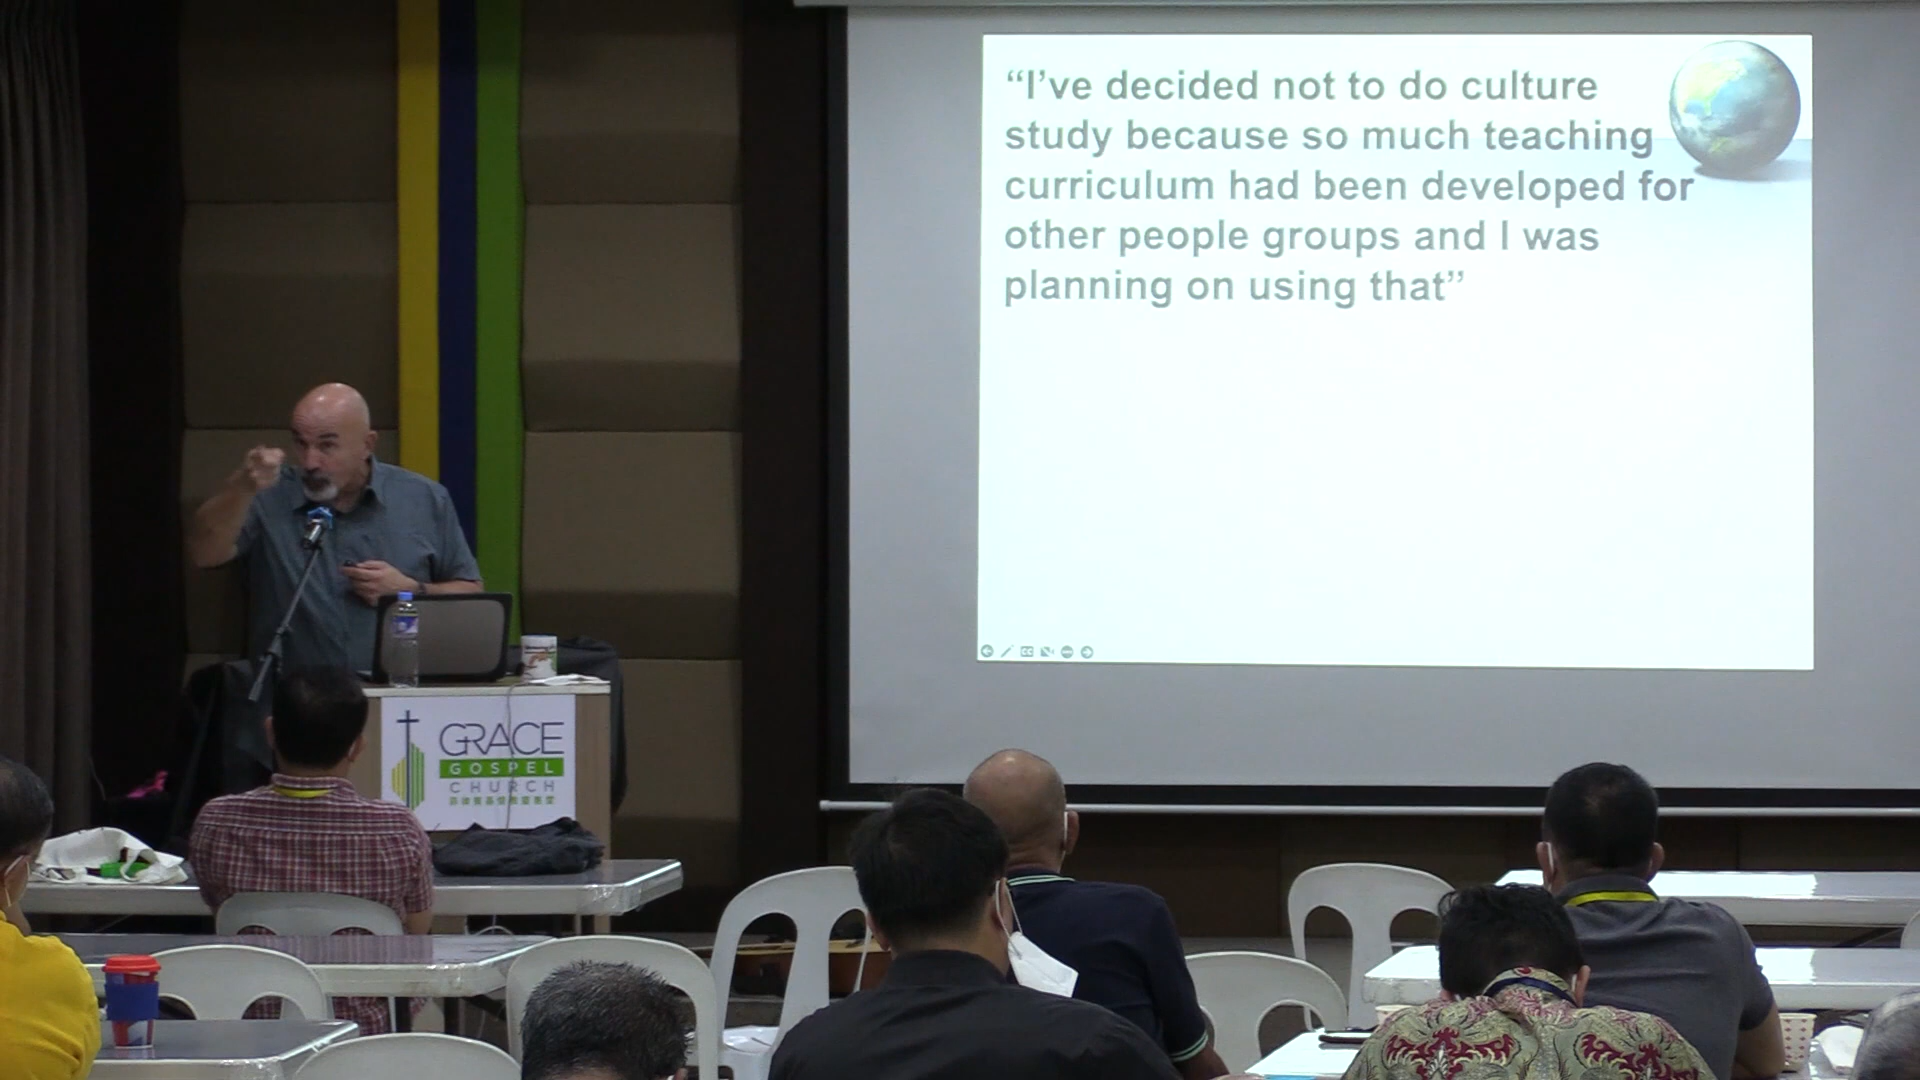 “I’ve decided not to do culture
study because so much teaching
curriculum had been developed for
other people groups and I was
planning on using that”
GRACE
GOSPEL
CHURCH